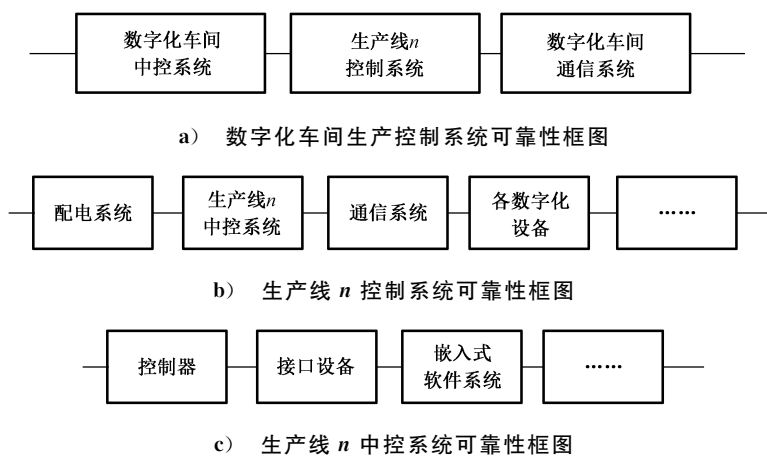 数字化车间
中控系统
生产线n
控制系统
数字化车间
通信系统
a） 数字化车间生产控制系统可靠性框图
配电系统
生产线n
中控系统
通信系统
各数字化
设备
……
b） 生产线 n 控制系统可靠性框图
控制器
接口设备
嵌入式
软件系统
……
c） 生产线 n 中控系统可靠性框图